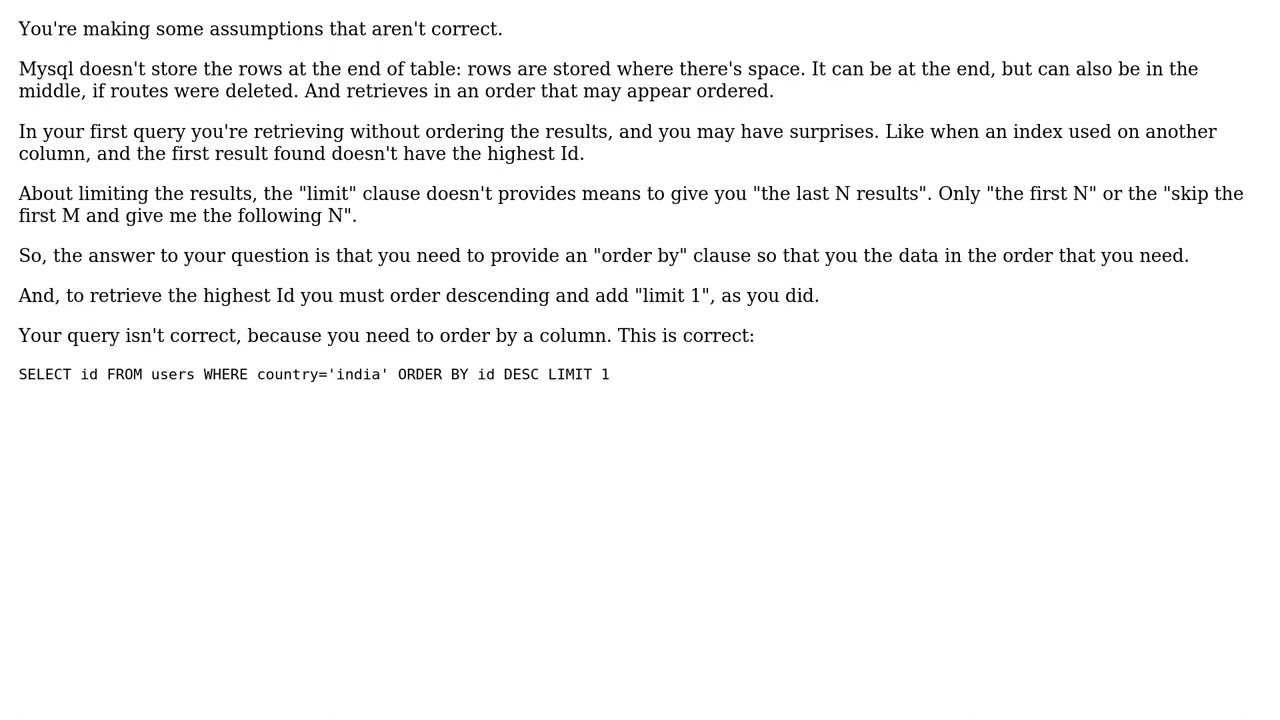 You're making some assumptions that aren't correct.
Mysql doesn't store the rows at the end of table: rows are stored where there's space. It can be at the end, but can also be in the
middle, if routes were deleted. And retrieves in an order that may appear ordered.
In your first query you're retrieving without ordering the results, and you may have surprises. Like when an index used on another
column, and the first result found doesn't have the highest Id.
About limiting the results, the "limit" clause doesn't provides means to give you "the last N results". Only "the first N" or the "skip the
first M and give me the following N".
So, the answer to your question is that you need to provide an "order by" clause so that you the data in the order that you need.
And, to retrieve the highest Id you must order descending and add "limit 1", as you did.
Your query isn't correct, because you need to order by a column. This is correct:
SELECT id FROM users WHERE country='india' ORDER BY id DESC LIMIT 1